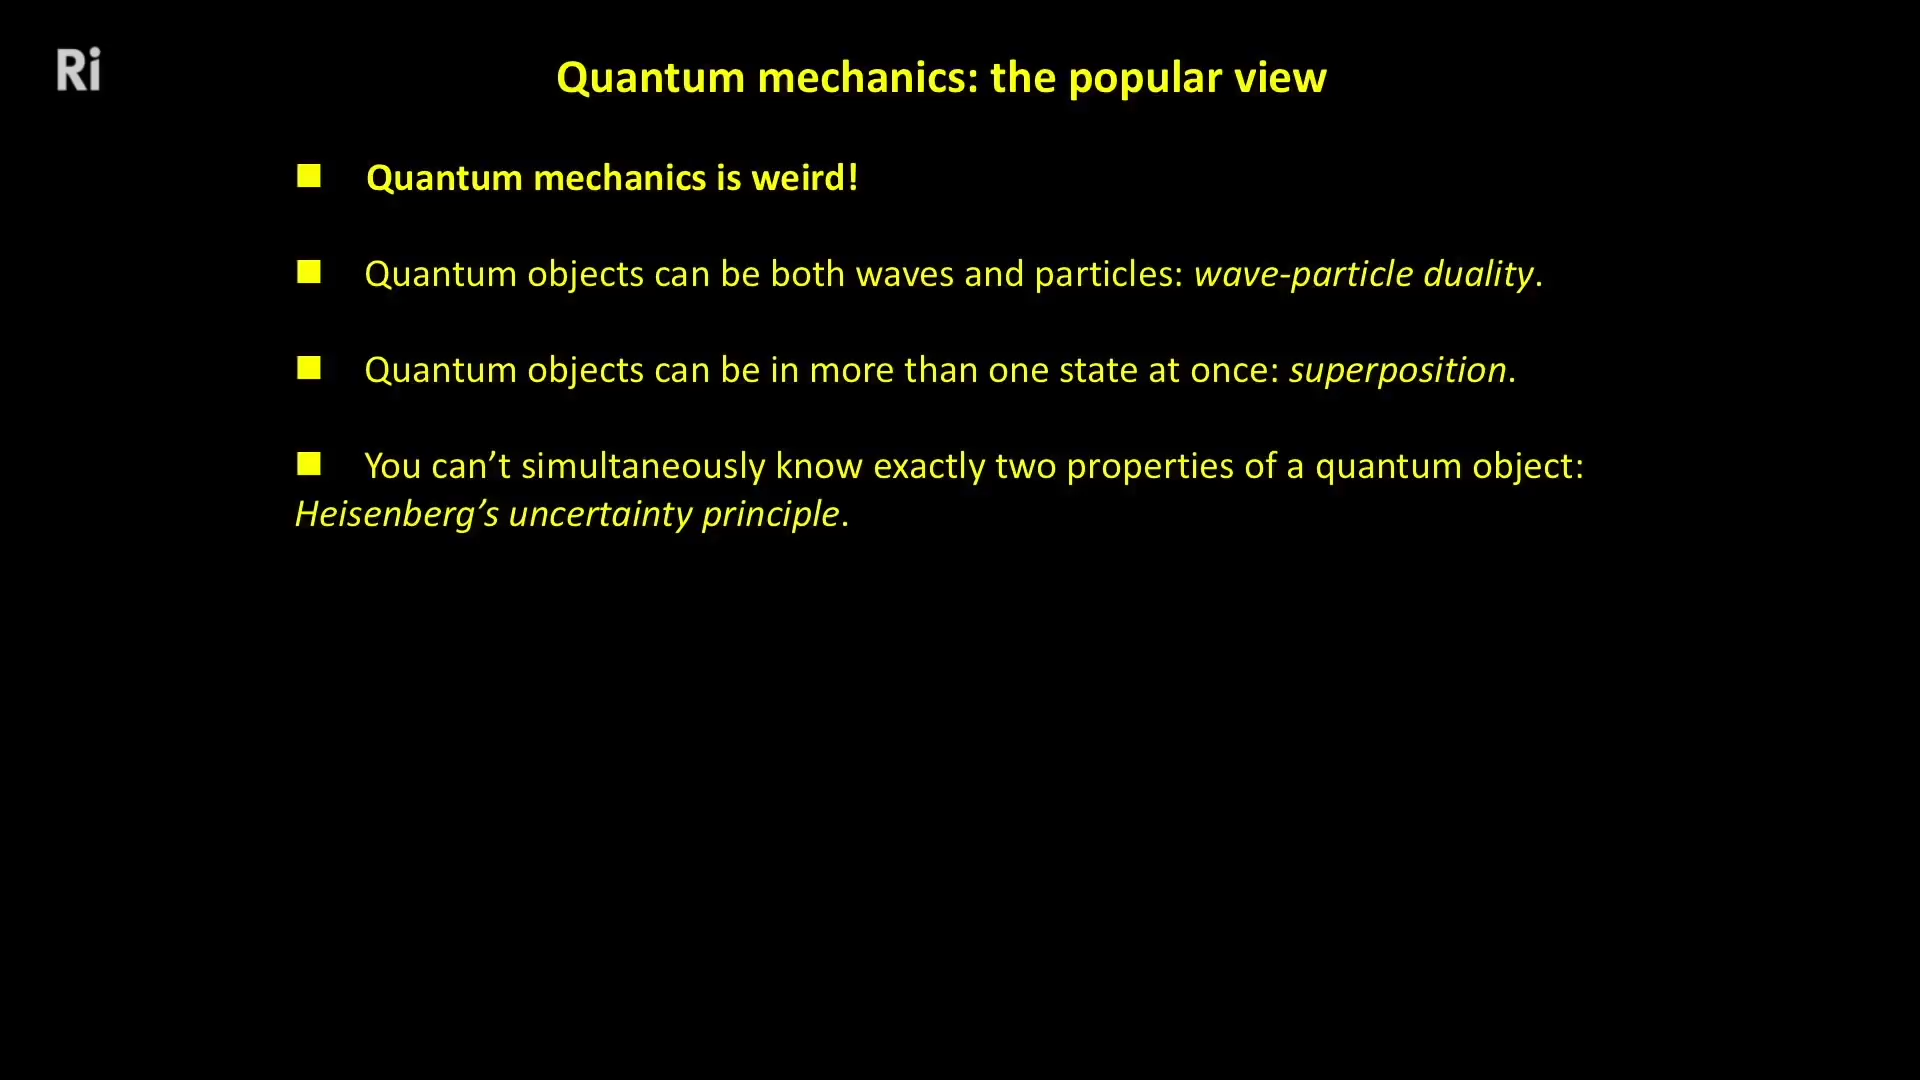 Ri
Quantum mechanics: the popular view
■ Quantum mechanics is weird!
■ Quantum objects can be both waves and particles: wave-particle duality.
■ Quantum objects can be in more than one state at once: superposition.
■ You can’t simultaneously know exactly two properties of a quantum object:
Heisenberg’s uncertainty principle.